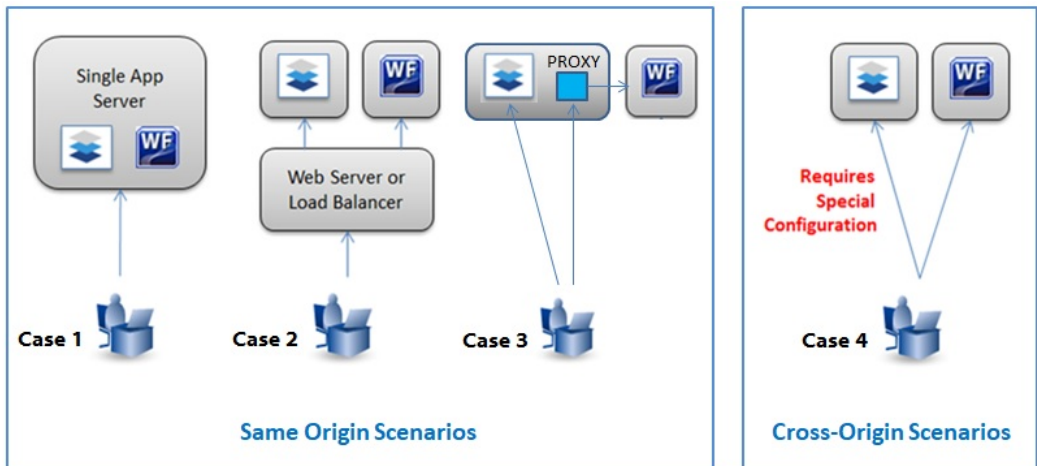 Single App
Server
WF
Case 1
WF
Web Server or
Load Balancer
Case 2
PROXY
WF
Case 3
Same Origin Scenarios
WF
Requires
Special
Configuration
Case 4
Cross-Origin Scenarios